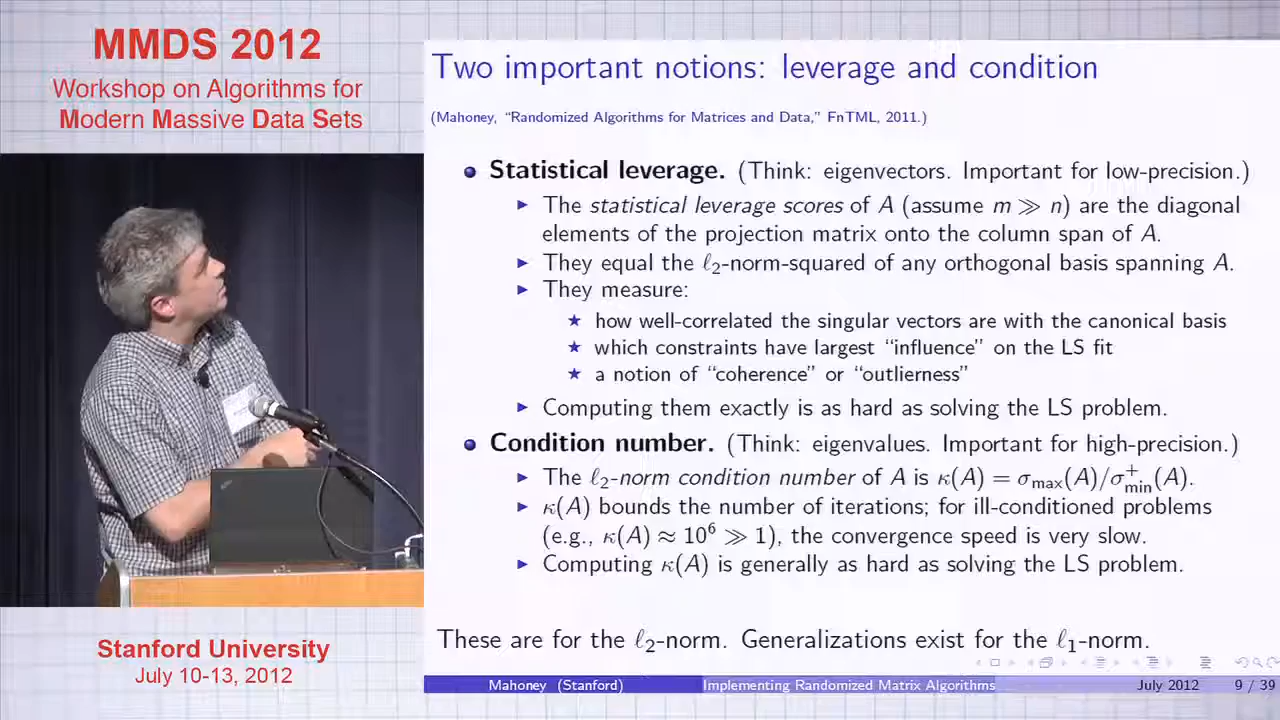 MMDS 2012
Workshop on Algorithms for
Modern Massive Data Sets
Two important notions: leverage and condition
(Mahoney, “Randomized Algorithms for Matrices and Data,” FnTML, 2011.)
Statistical leverage. (Think: eigenvectors. Important for low-precision.)
The statistical leverage scores of A (assume m ≫ n) are the diagonal
elements of the projection matrix onto the column span of A.
They equal the ℓ₂-norm-squared of any orthogonal basis spanning A.
They measure:
how well-correlated the singular vectors are with the canonical basis
which constraints have largest “influence” on the LS fit
a notion of “coherence” or “outlierness”
Computing them exactly is as hard as solving the LS problem.
Condition number. (Think: eigenvalues. Important for high-precision.)
The ℓ₂-norm condition number of A is κ(A) = σmax(A)/σ⁺min(A).
κ(A) bounds the number of iterations; for ill-conditioned problems
(e.g., κ(A) ≈ 10⁶ ≫ 1), the convergence speed is very slow.
Computing κ(A) is generally as hard as solving the LS problem.
These are for the ℓ₂-norm. Generalizations exist for the ℓ₁-norm.
Stanford University
July 10-13, 2012
Mahoney (Stanford) Implementing Randomized Matrix Algorithms July 2012 9 / 39